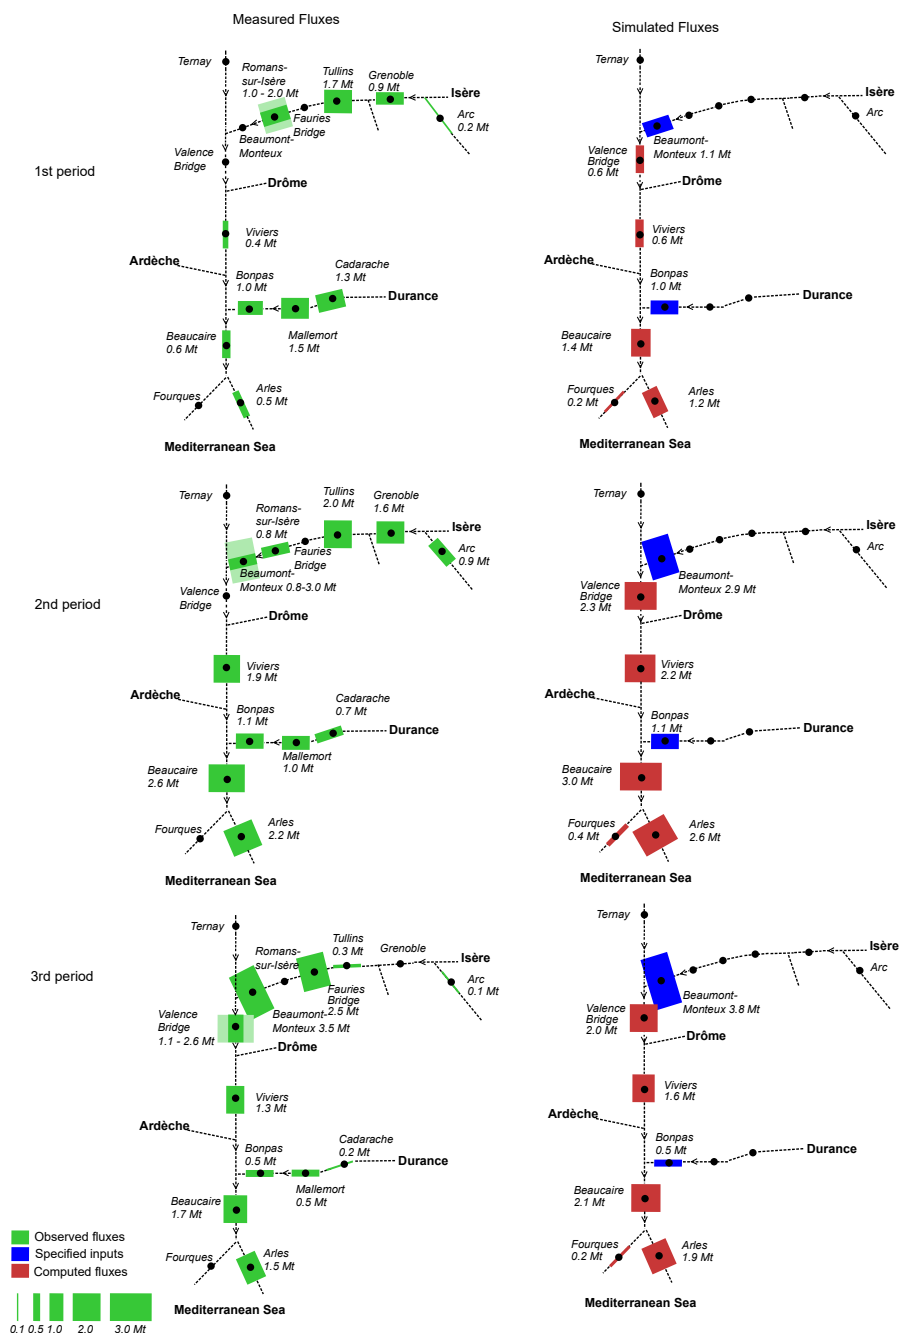 Measured Fluxes
Simulated Fluxes
1st period
Ternay
Romans-
sur-Isère
1.0 - 2.0 Mt
Tullins
1.7 Mt
Grenoble
0.9 Mt
Isère
Arc
0.2 Mt
Fauries
Bridge
Beaumont-
Monteux
Valence
Bridge
Drôme
Viviers
0.4 Mt
Ardèche
Bonpas
1.0 Mt
Cadarache
1.3 Mt
Durance
Mallemort
1.5 Mt
Beaucaire
0.6 Mt
Fourques
Arles
0.5 Mt
Mediterranean Sea
Ternay
Isère
Arc
Beaumont-
Monteux 1.1 Mt
Valence
Bridge
0.6 Mt
Drôme
Viviers
0.6 Mt
Ardèche
Bonpas
1.0 Mt
Durance
Beaucaire
1.4 Mt
Fourques
0.2 Mt
Arles
1.2 Mt
Mediterranean Sea
2nd period
Ternay
Romans-
sur-Isère
0.8 Mt
Tullins
2.0 Mt
Grenoble
1.6 Mt
Isère
Arc
0.9 Mt
Fauries
Bridge
Beaumont-
Monteux 0.8-3.0 Mt
Valence
Bridge
Drôme
Viviers
1.9 Mt
Ardèche
Bonpas
1.1 Mt
Cadarache
0.7 Mt
Durance
Mallemort
1.0 Mt
Beaucaire
2.6 Mt
Fourques
Arles
2.2 Mt
Mediterranean Sea
Ternay
Isère
Arc
Beaumont-
Monteux 2.9 Mt
Valence
Bridge
2.3 Mt
Drôme
Viviers
2.2 Mt
Ardèche
Bonpas
1.1 Mt
Durance
Beaucaire
3.0 Mt
Fourques
0.4 Mt
Arles
2.6 Mt
Mediterranean Sea
3rd period
Ternay
Romans-
sur-Isère
Tullins
0.3 Mt
Grenoble
Isère
Arc
0.1 Mt
Fauries
Bridge
2.5 Mt
Beaumont-
Monteux 3.5 Mt
Valence
Bridge
1.1 - 2.6 Mt
Drôme
Viviers
1.3 Mt
Ardèche
Bonpas
0.5 Mt
Cadarache
0.2 Mt
Durance
Mallemort
0.5 Mt
Beaucaire
1.7 Mt
Fourques
Arles
1.5 Mt
Mediterranean Sea
Ternay
Isère
Arc
Beaumont-
Monteux 3.8 Mt
Valence
Bridge
2.0 Mt
Drôme
Viviers
1.6 Mt
Ardèche
Bonpas
0.5 Mt
Durance
Beaucaire
2.1 Mt
Fourques
0.2 Mt
Arles
1.9 Mt
Mediterranean Sea
Observed fluxes
Specified inputs
Computed fluxes
0.1 0.5 1.0 2.0 3.0 Mt